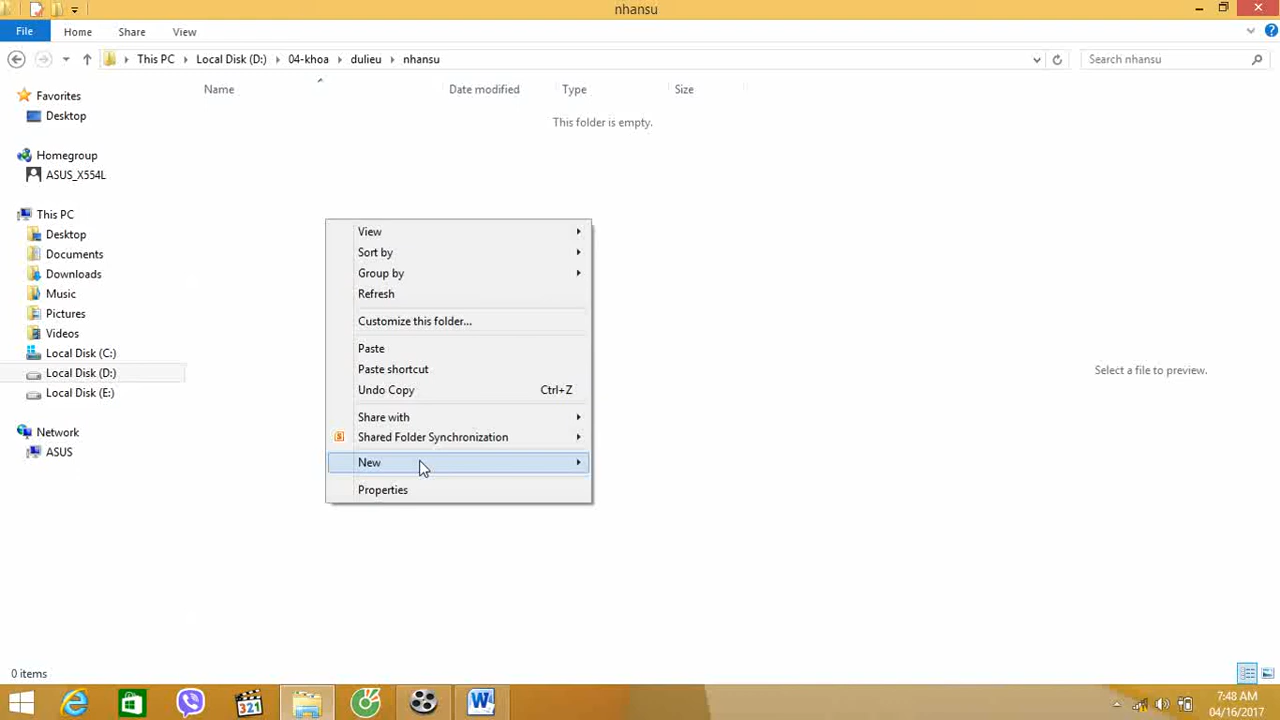 nhansu
File Home Share View
This PC Local Disk (D:) 04-khoa dulieu nhansu Search nhansu
Name Date modified Type Size
This folder is empty.
Favorites
Desktop
Homegroup
ASUS_X554L
This PC
Desktop
Documents
Downloads
Music
Pictures
Videos
Local Disk (C:)
Local Disk (D:)
Local Disk (E:)
Network
ASUS
View
Sort by
Group by
Refresh
Customize this folder...
Paste
Paste shortcut
Undo Copy Ctrl+Z
Share with
Shared Folder Synchronization
New
Properties
Select a file to preview.
0 items
321
7:48 AM
04/16/2017